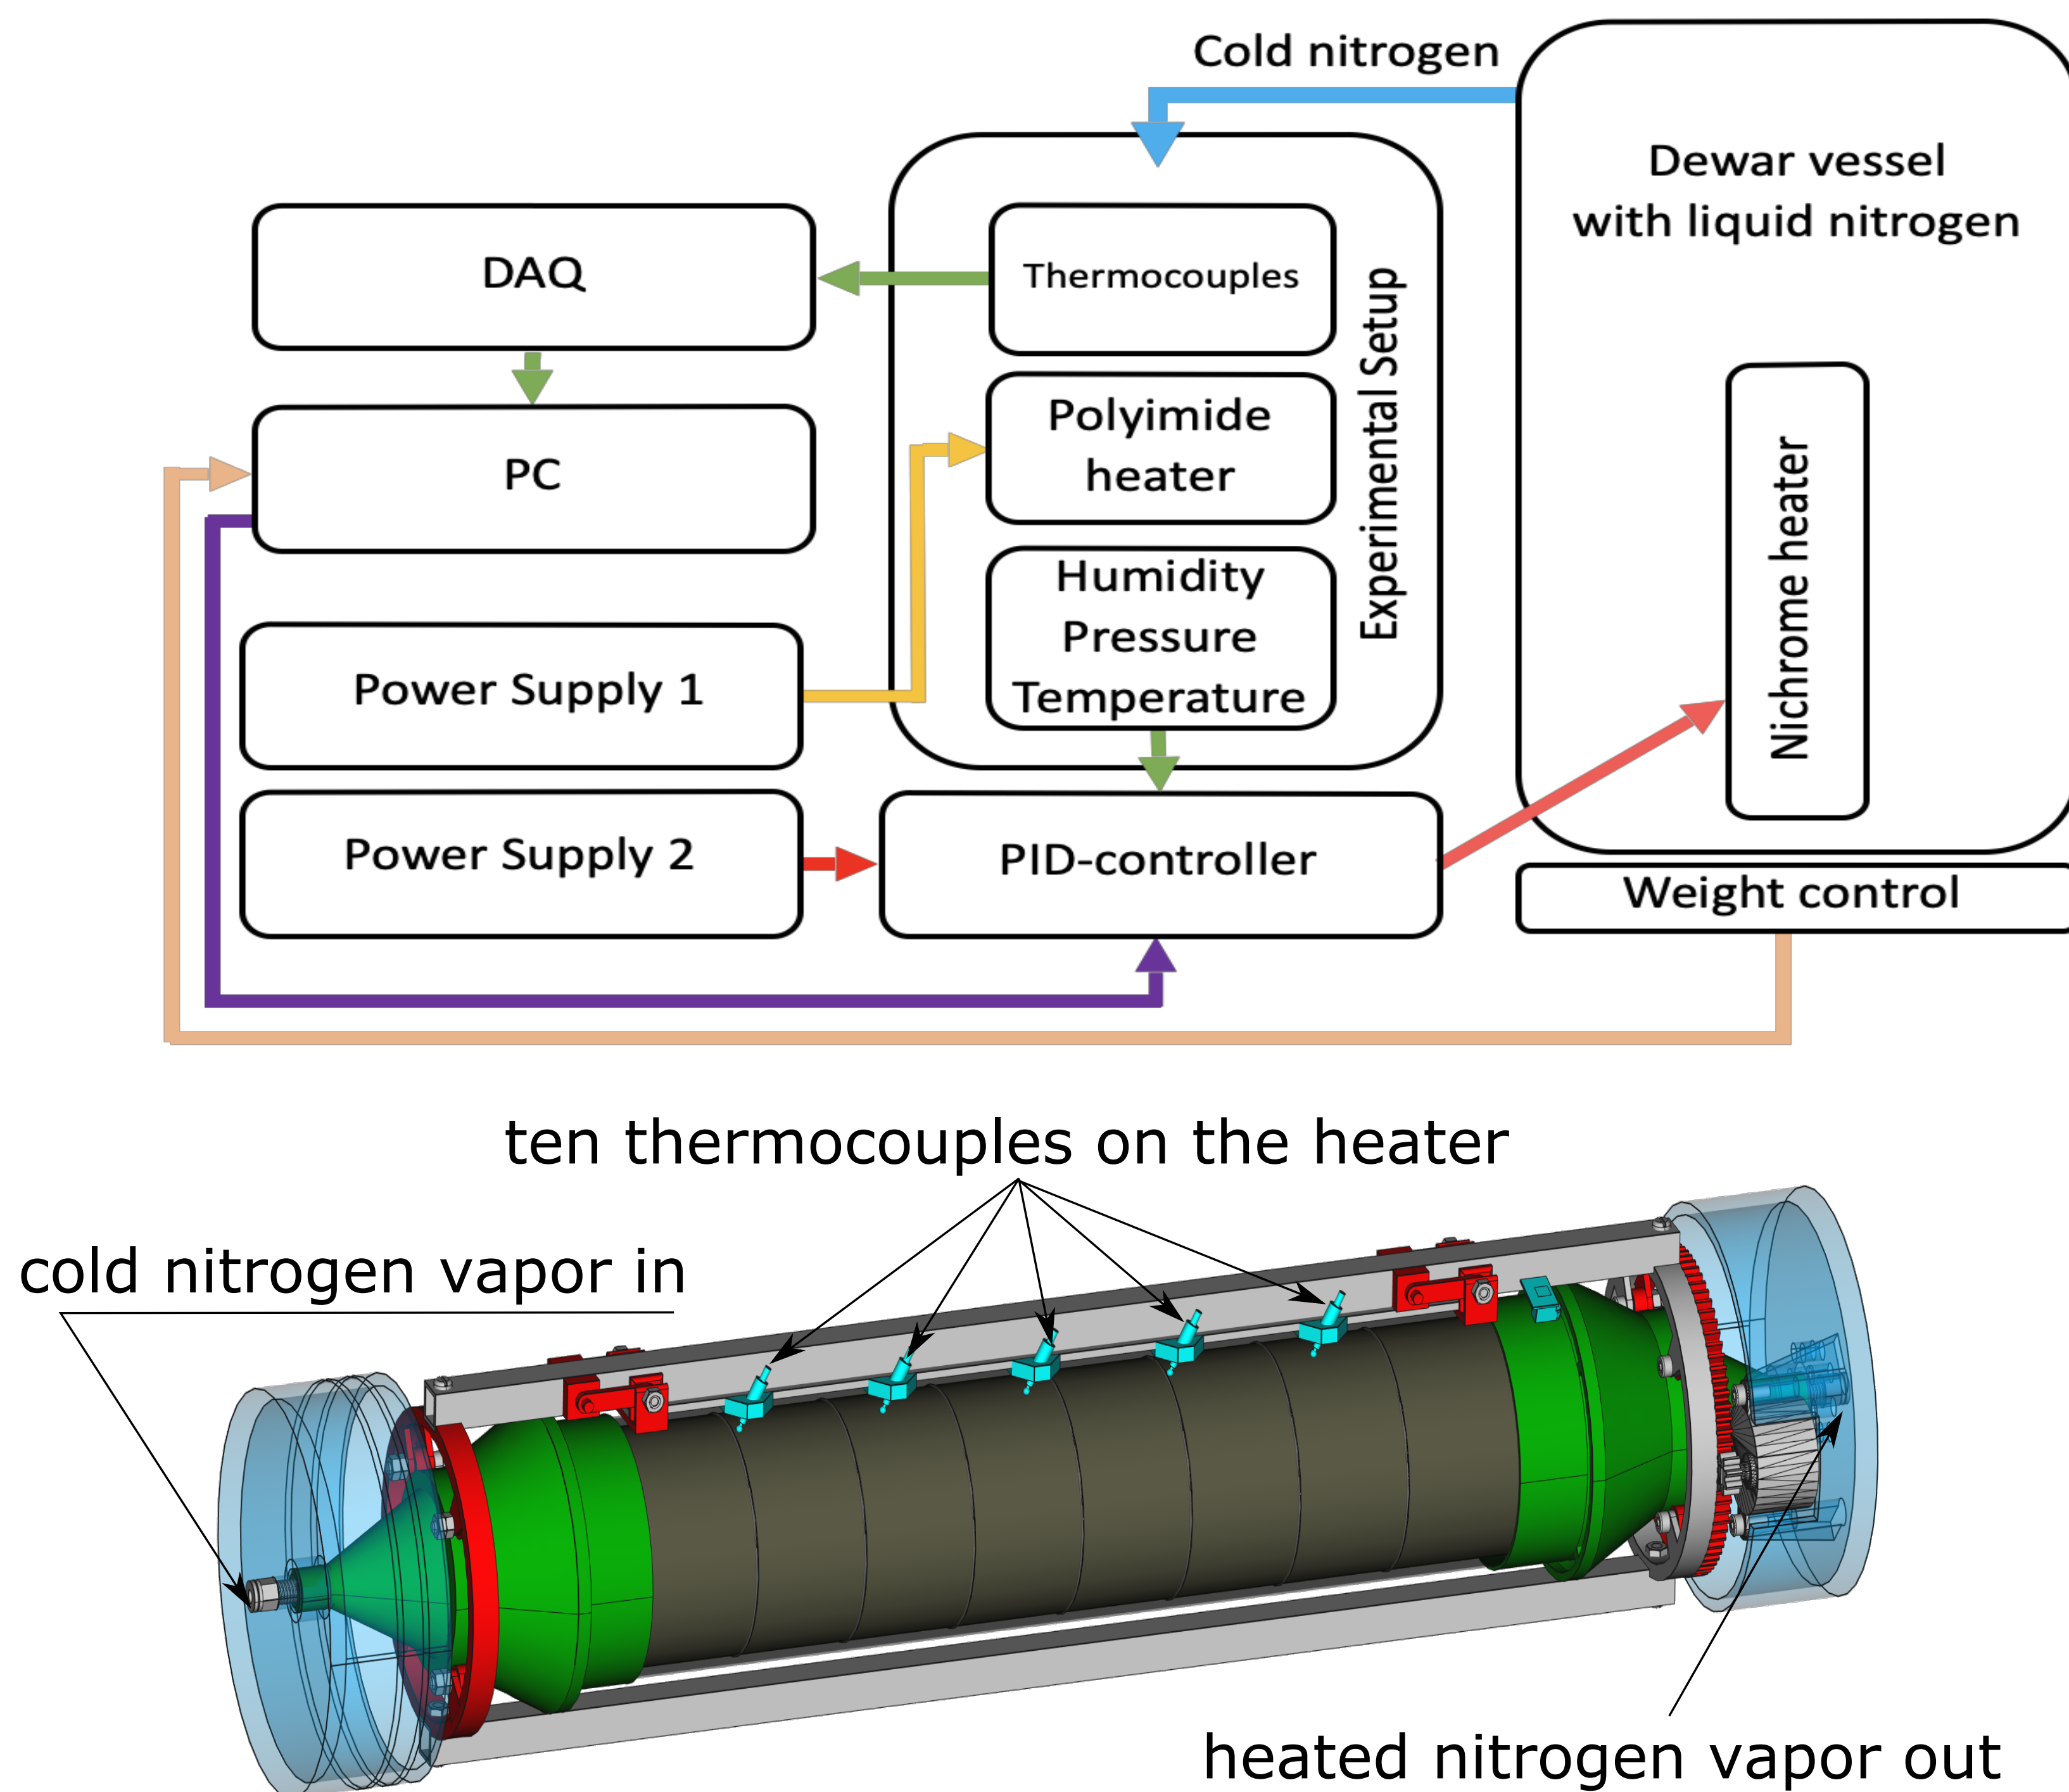 Cold nitrogen
Dewar vessel
with liquid nitrogen
DAQ
Thermocouples
Experimental Setup
Polyimide
heater
PC
Nichrome heater
Humidity
Pressure
Temperature
Power Supply 1
Power Supply 2
PID-controller
Weight control
ten thermocouples on the heater
cold nitrogen vapor in
heated nitrogen vapor out